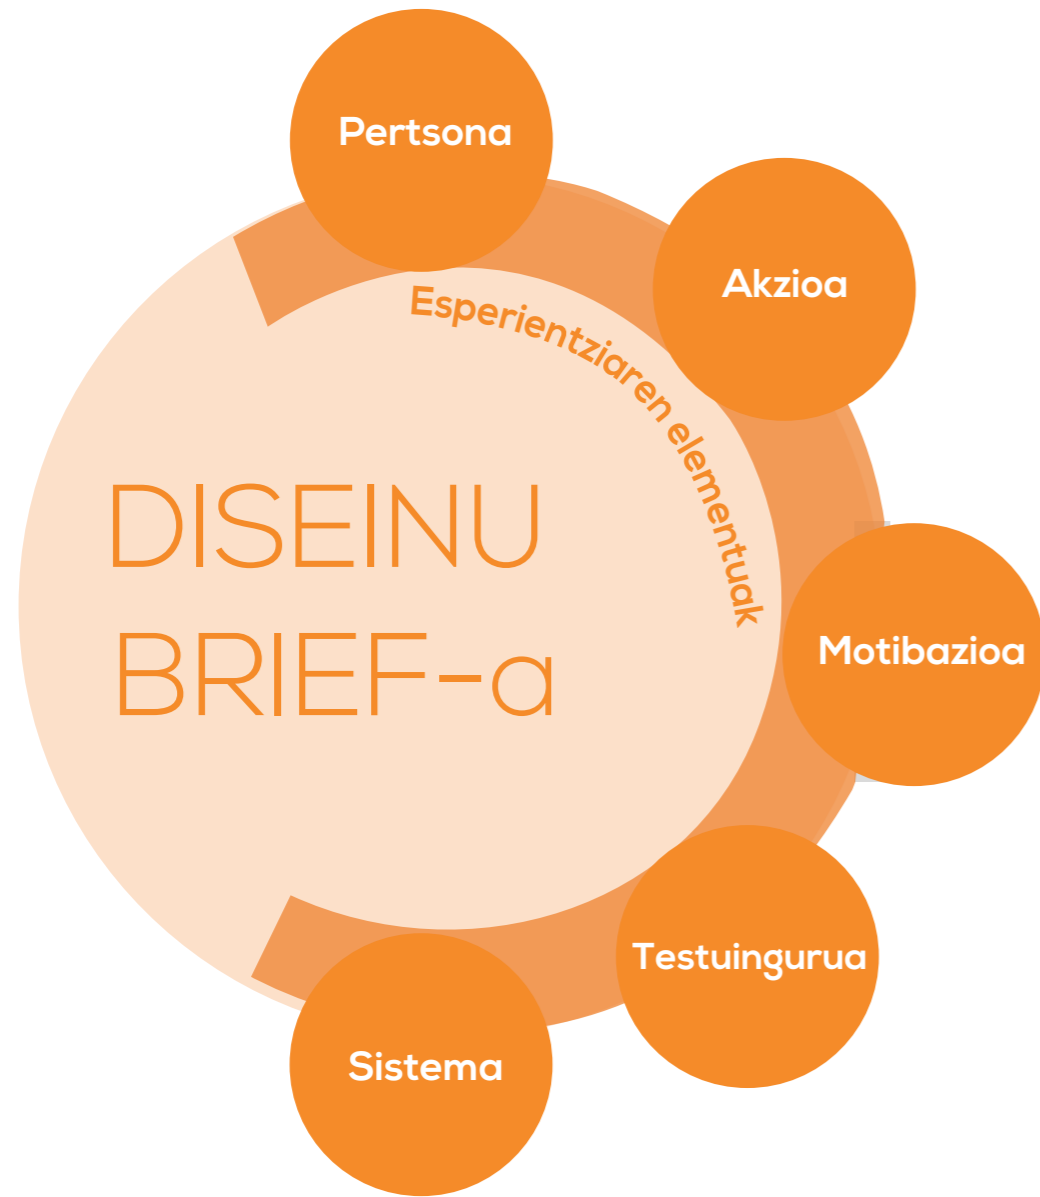 Pertsona
Akzioa
Esperientziaren elementuak
DISEINU
BRIEF-a
Motibazioa
Testuingurua
Sistema